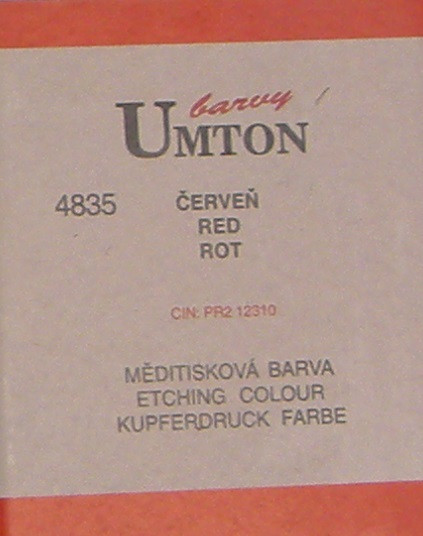 barvy
UMTON
4835 ČERVEŇ
RED
ROT
CIN: PR2 12310
MĚDITISKOVÁ BARVA
ETCHING COLOUR
KUPFERDRUCK FARBE